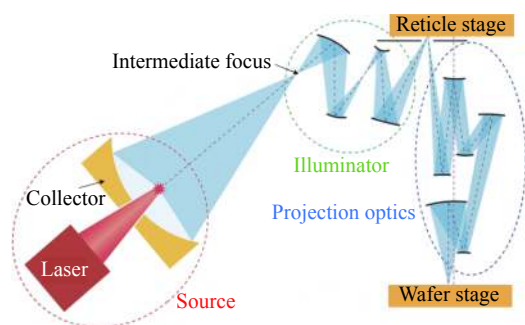 Reticle stage
Intermediate focus
Illuminator
Collector
Projection optics
Laser
Source
Wafer stage